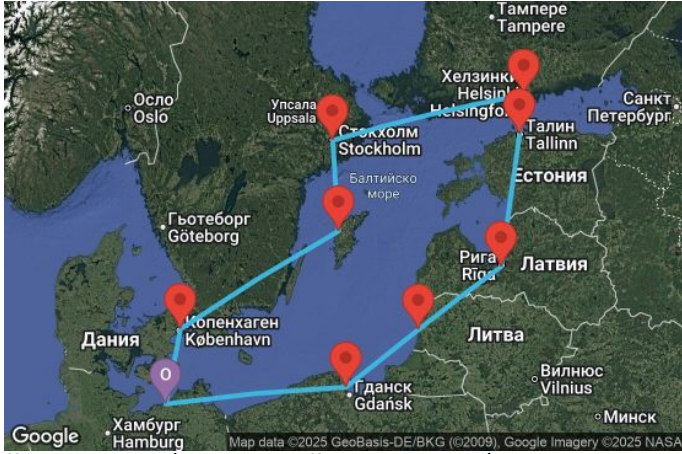 Тампере
Tampere
Хелзинки
Helsinki
Helsingfo
Санкт
Петербург
Осло
Oslo
Упсала
Uppsala
Стокхолм
Stockholm
Талин
Tallinn
Балтийско
море
Естония
Гьотеборг
Göteborg
Рига
Rīga
Латвия
Копенхаген
København
Дания
Литва
O
Вилнюс
Vilnius
Гданск
Gdańsk
Минск
Хамбург
Hamburg
Google
Map data ©2025 GeoBasis-DE/BKG (©2009), Google Imagery ©2025 NASA